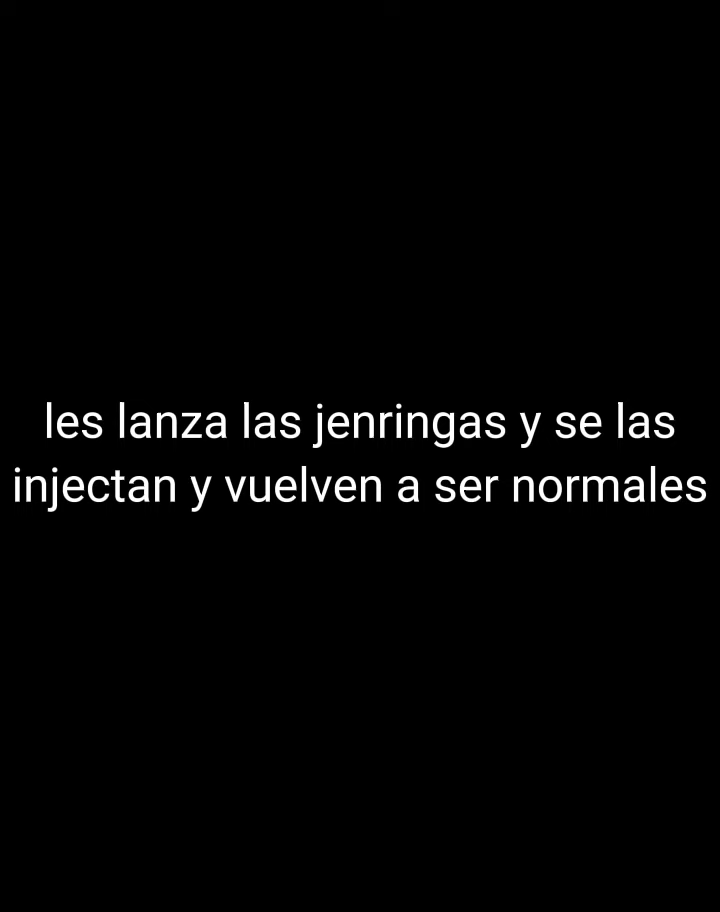 les lanza las jenringas y se las
injectan y vuelven a ser normales